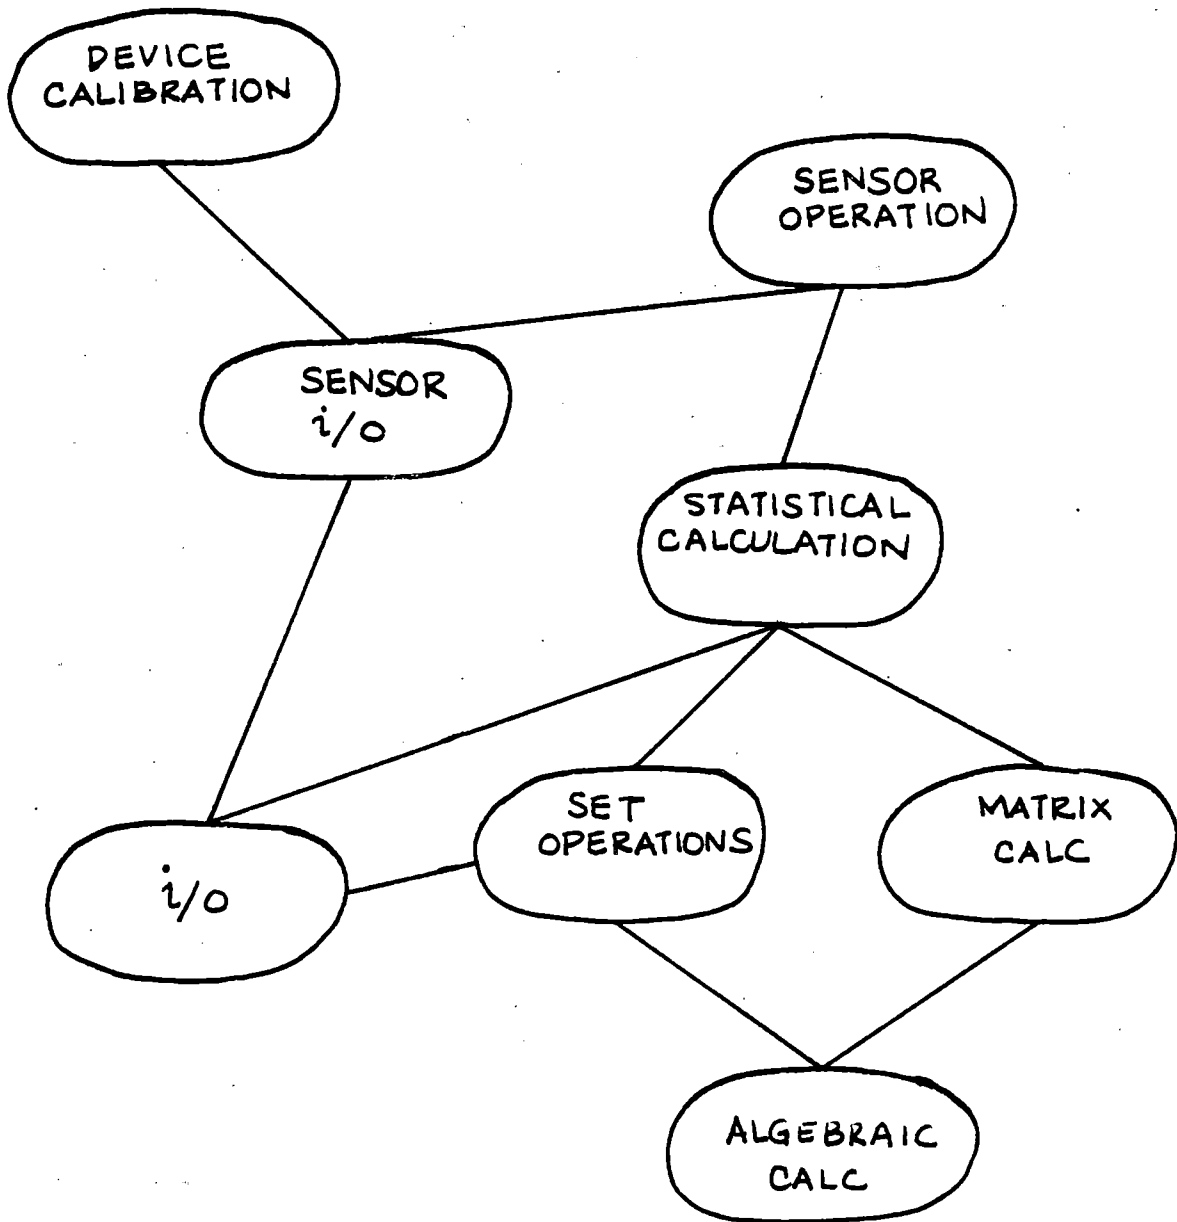 DEVICE
CALIBRATION
SENSOR
OPERATION
SENSOR
i/o
STATISTICAL
CALCULATION
SET
OPERATIONS
MATRIX
CALC
i/o
ALGEBRAIC
CALC